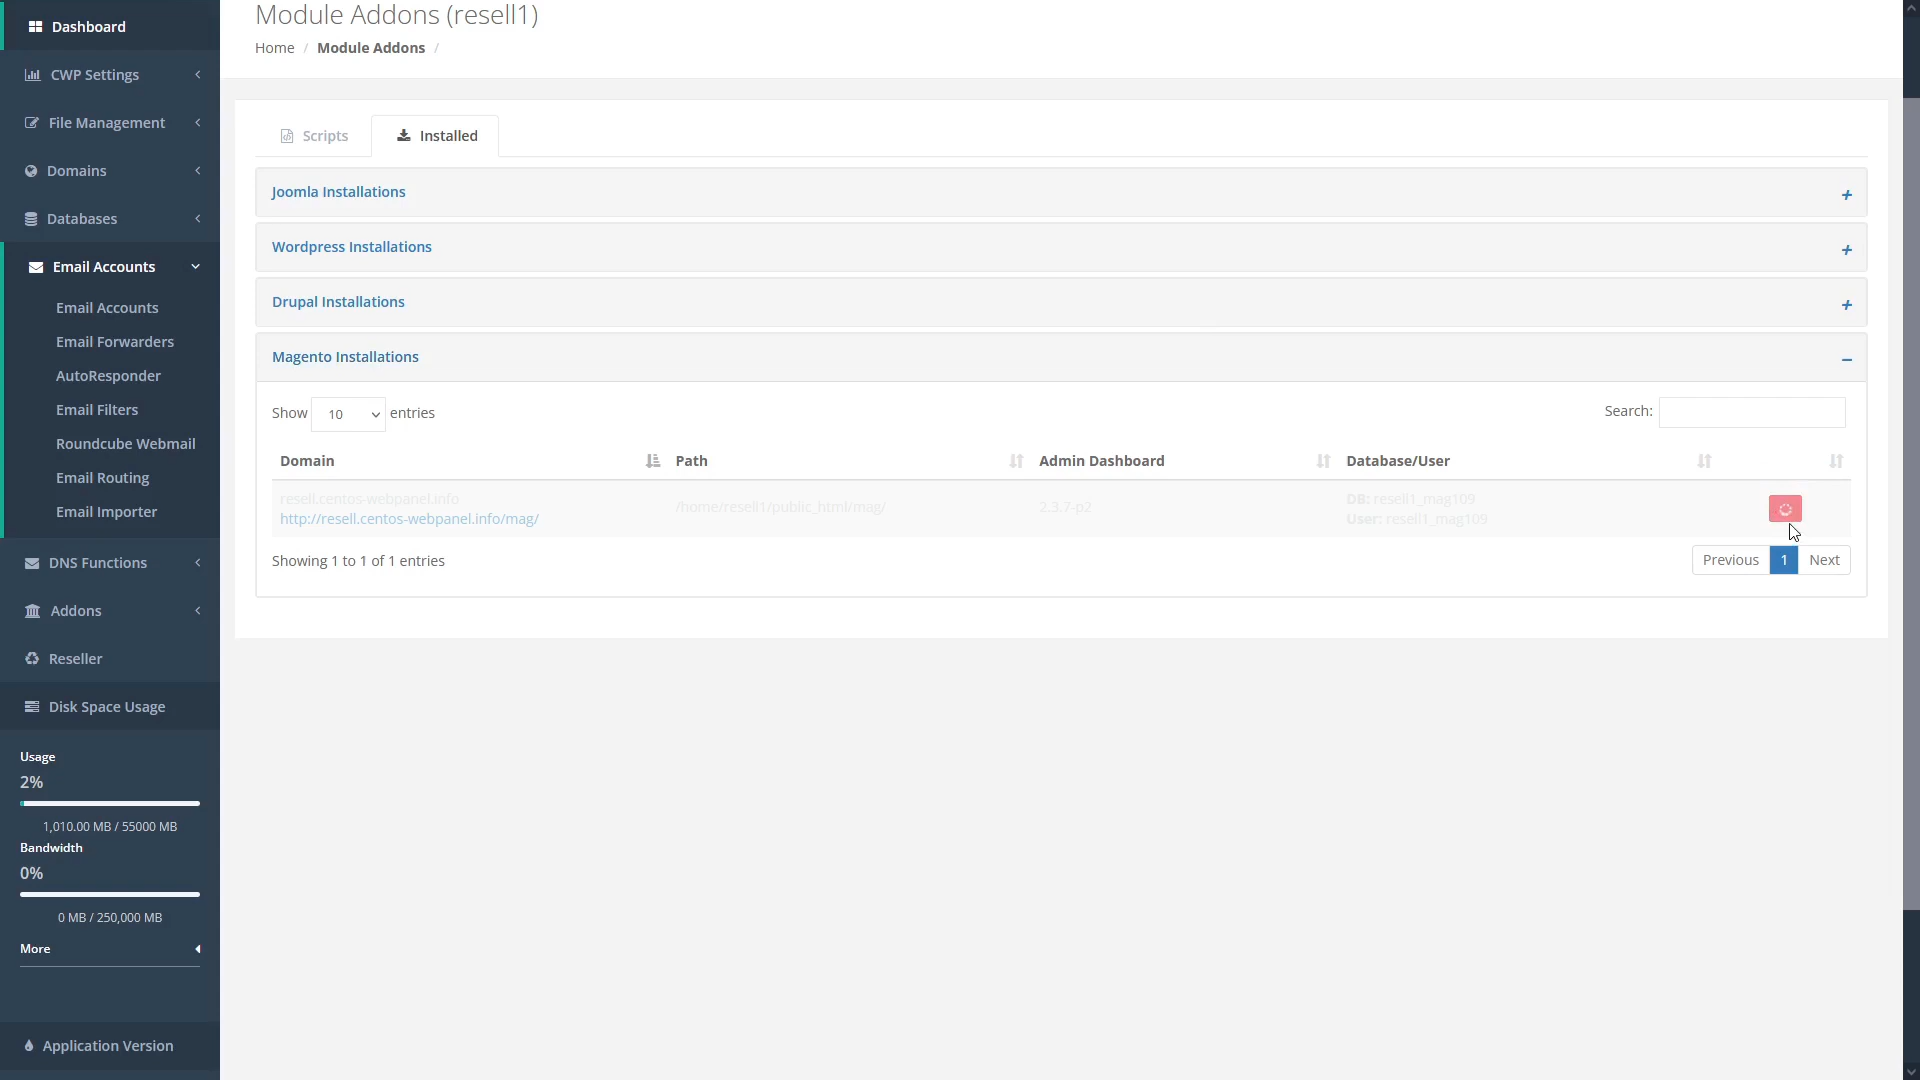 Dashboard
CWP Settings
File Management
Domains
Databases
Email Accounts
Email Accounts
Email Forwarders
AutoResponder
Email Filters
Roundcube Webmail
Email Routing
Email Importer
DNS Functions
Addons
Reseller
Disk Space Usage
Usage
2%
1,010.00 MB / 55000 MB
Bandwidth
0%
0 MB / 250,000 MB
More
Application Version
Module Addons (resell1)
Home / Module Addons /
Scripts
Installed
Joomla Installations
Wordpress Installations
Drupal Installations
Magento Installations
Show 10 entries
Search:
Domain Path Admin Dashboard Database/User
resell.centos-webpanel.info
http://resell.centos-webpanel.info/mag/
/home/resell1/public_html/mag/
2.3.7-p2
DB: resell1_mag109
User: resell1_mag109
Showing 1 to 1 of 1 entries
Previous 1 Next